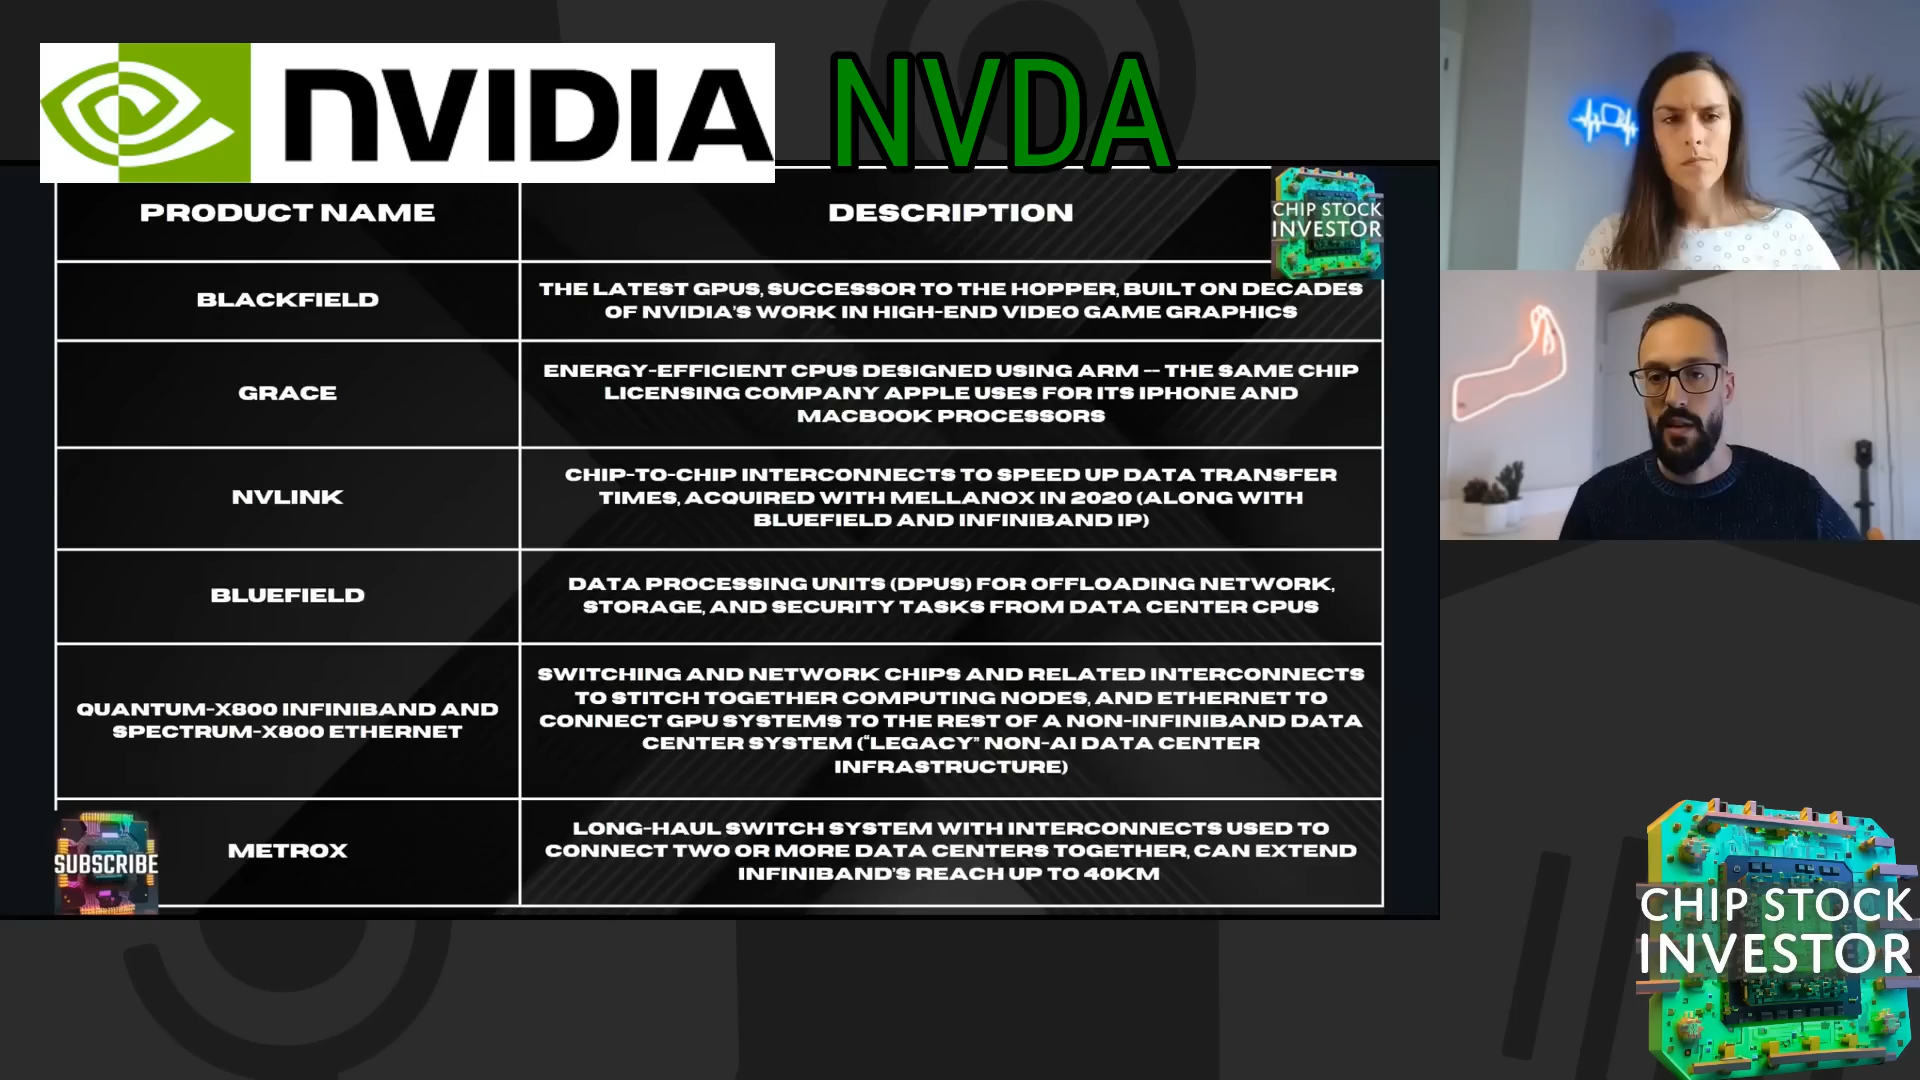 NVIDIA
NVDA
PRODUCT NAME
DESCRIPTION
CHIP STOCK
INVESTOR
BLACKFIELD
THE LATEST GPUS, SUCCESSOR TO THE HOPPER, BUILT ON DECADES
OF NVIDIA'S WORK IN HIGH-END VIDEO GAME GRAPHICS
GRACE
ENERGY-EFFICIENT CPUS DESIGNED USING ARM -- THE SAME CHIP
LICENSING COMPANY APPLE USES FOR ITS IPHONE AND
MACBOOK PROCESSORS
NVLINK
CHIP-TO-CHIP INTERCONNECTS TO SPEED UP DATA TRANSFER
TIMES, ACQUIRED WITH MELLANOX IN 2020 (ALONG WITH
BLUEFIELD AND INFINIBAND IP)
BLUEFIELD
DATA PROCESSING UNITS (DPUS) FOR OFFLOADING NETWORK,
STORAGE, AND SECURITY TASKS FROM DATA CENTER CPUS
QUANTUM-X800 INFINIBAND AND
SPECTRUM-X800 ETHERNET
SWITCHING AND NETWORK CHIPS AND RELATED INTERCONNECTS
TO STITCH TOGETHER COMPUTING NODES, AND ETHERNET TO
CONNECT GPU SYSTEMS TO THE REST OF A NON-INFINIBAND DATA
CENTER SYSTEM ("LEGACY" NON-AI DATA CENTER
INFRASTRUCTURE)
METROX
LONG-HAUL SWITCH SYSTEM WITH INTERCONNECTS USED TO
CONNECT TWO OR MORE DATA CENTERS TOGETHER, CAN EXTEND
INFINIBAND'S REACH UP TO 40KM
SUBSCRIBE
CHIP STOCK
INVESTOR